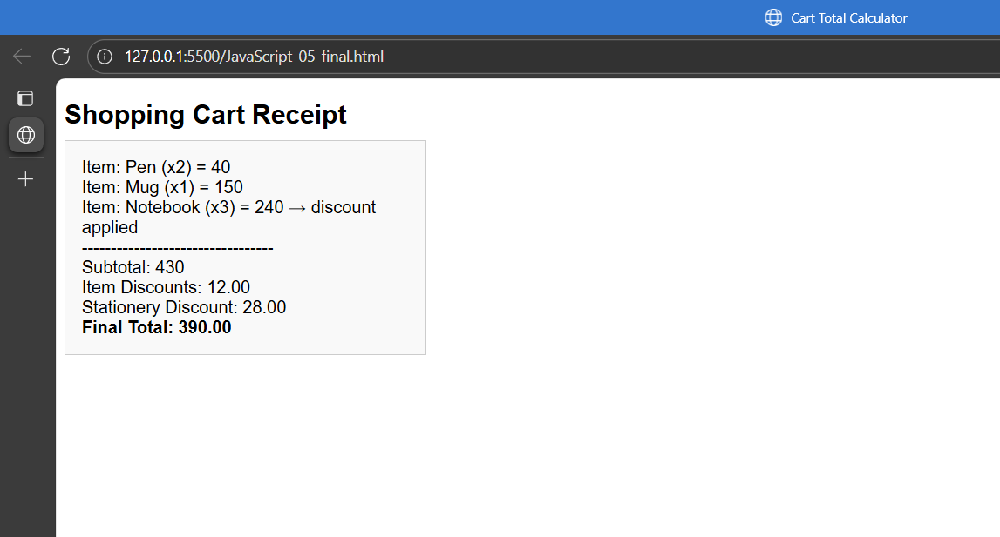 Cart Total Calculator
127.0.0.1:5500/JavaScript_05_final.html
Shopping Cart Receipt
Item: Pen (x2) = 40
Item: Mug (x1) = 150
Item: Notebook (x3) = 240 → discount
applied
---------------------------------
Subtotal: 430
Item Discounts: 12.00
Stationery Discount: 28.00
Final Total: 390.00